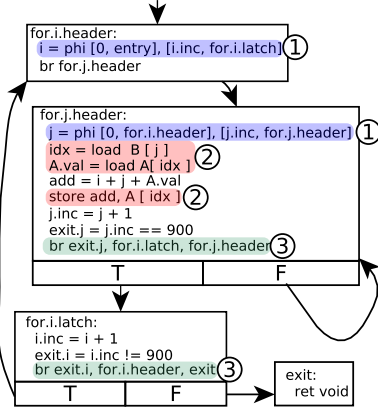 for.i.header:
i = phi [0, entry], [i.inc, for.i.latch] 1
br for.j.header
for.j.header:
j = phi [0, for.i.header], [j.inc, for.j.header] 1
idx = load B [ j ]
A.val = load A[ idx ] 2
add = i + j + A.val
store add, A [ idx ] 2
j.inc = j + 1
exit.j = j.inc == 900
br exit.j, for.i.latch, for.j.header 3
T F
for.i.latch:
i.inc = i + 1
exit.i = i.inc != 900
br exit.i, for.i.header, exit 3
T F
exit:
ret void